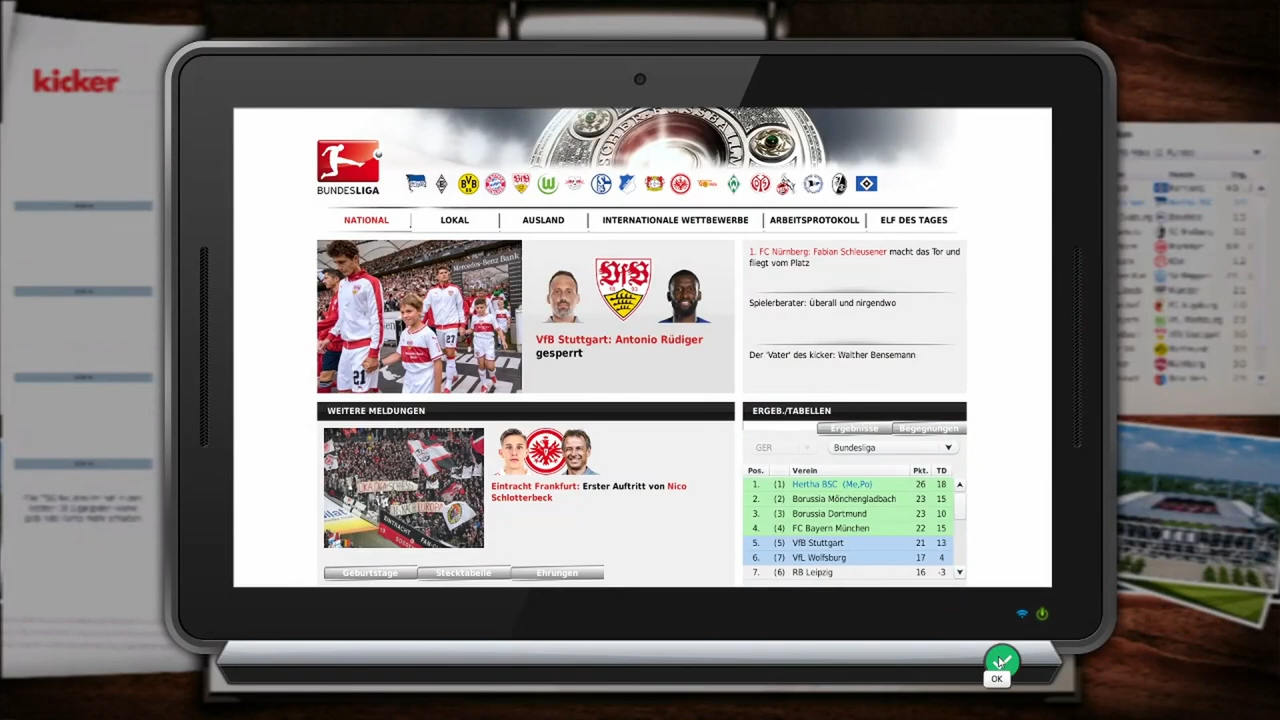 kicker
BUNDESLIGA
NATIONAL
LOKAL
AUSLAND
INTERNATIONALE WETTBEWERBE
ARBEITSPROTOKOLL
ELF DES TAGES
Mercedes-Benz Bank
VfB Stuttgart: Antonio Rüdiger
gesperrt
1. FC Nürnberg: Fabian Schleusener macht das Tor und
fliegt vom Platz
Spielerberater: Überall und nirgendwo
Der 'Vater' des kicker: Walther Bensemann
WEITERE MELDUNGEN
Eintracht Frankfurt: Erster Auftritt von Nico
Schlotterbeck
Geburtstage
Stecktabelle
Ehrungen
ERGEB./TABELLEN
Ergebnisse
Begegnungen
GER
Bundesliga
Pos. Verein Pkt. TD
1. (1) Hertha BSC (Me,Po) 26 18
2. (2) Borussia Mönchengladbach 23 15
3. (3) Borussia Dortmund 23 10
4. (4) FC Bayern München 22 15
5. (5) VfB Stuttgart 21 13
6. (7) VfL Wolfsburg 17 4
7. (6) RB Leipzig 16 -3
OK